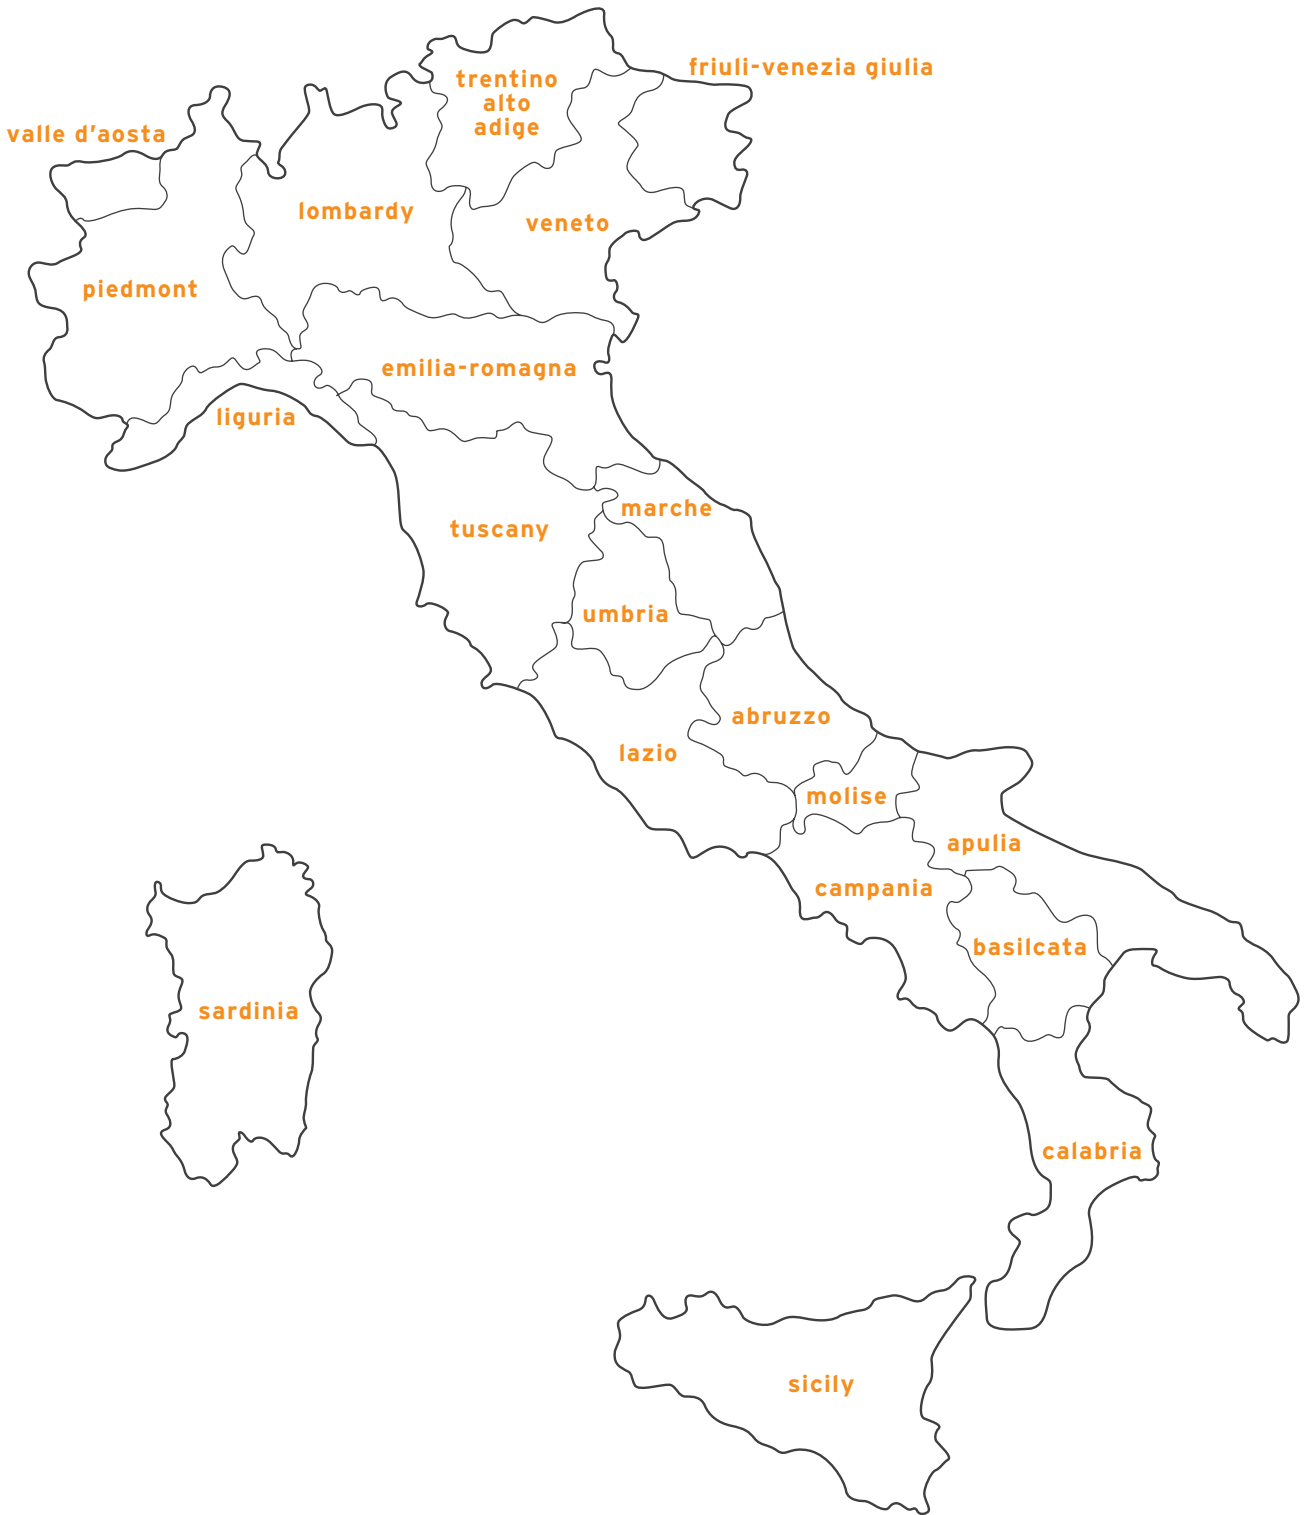 friuli-venezia giulia
trentino
alto
adige
valle d'aosta
lombardy
veneto
piedmont
emilia-romagna
liguria
marche
tuscany
umbria
abruzzo
lazio
molise
apulia
campania
basilcata
sardinia
calabria
sicily